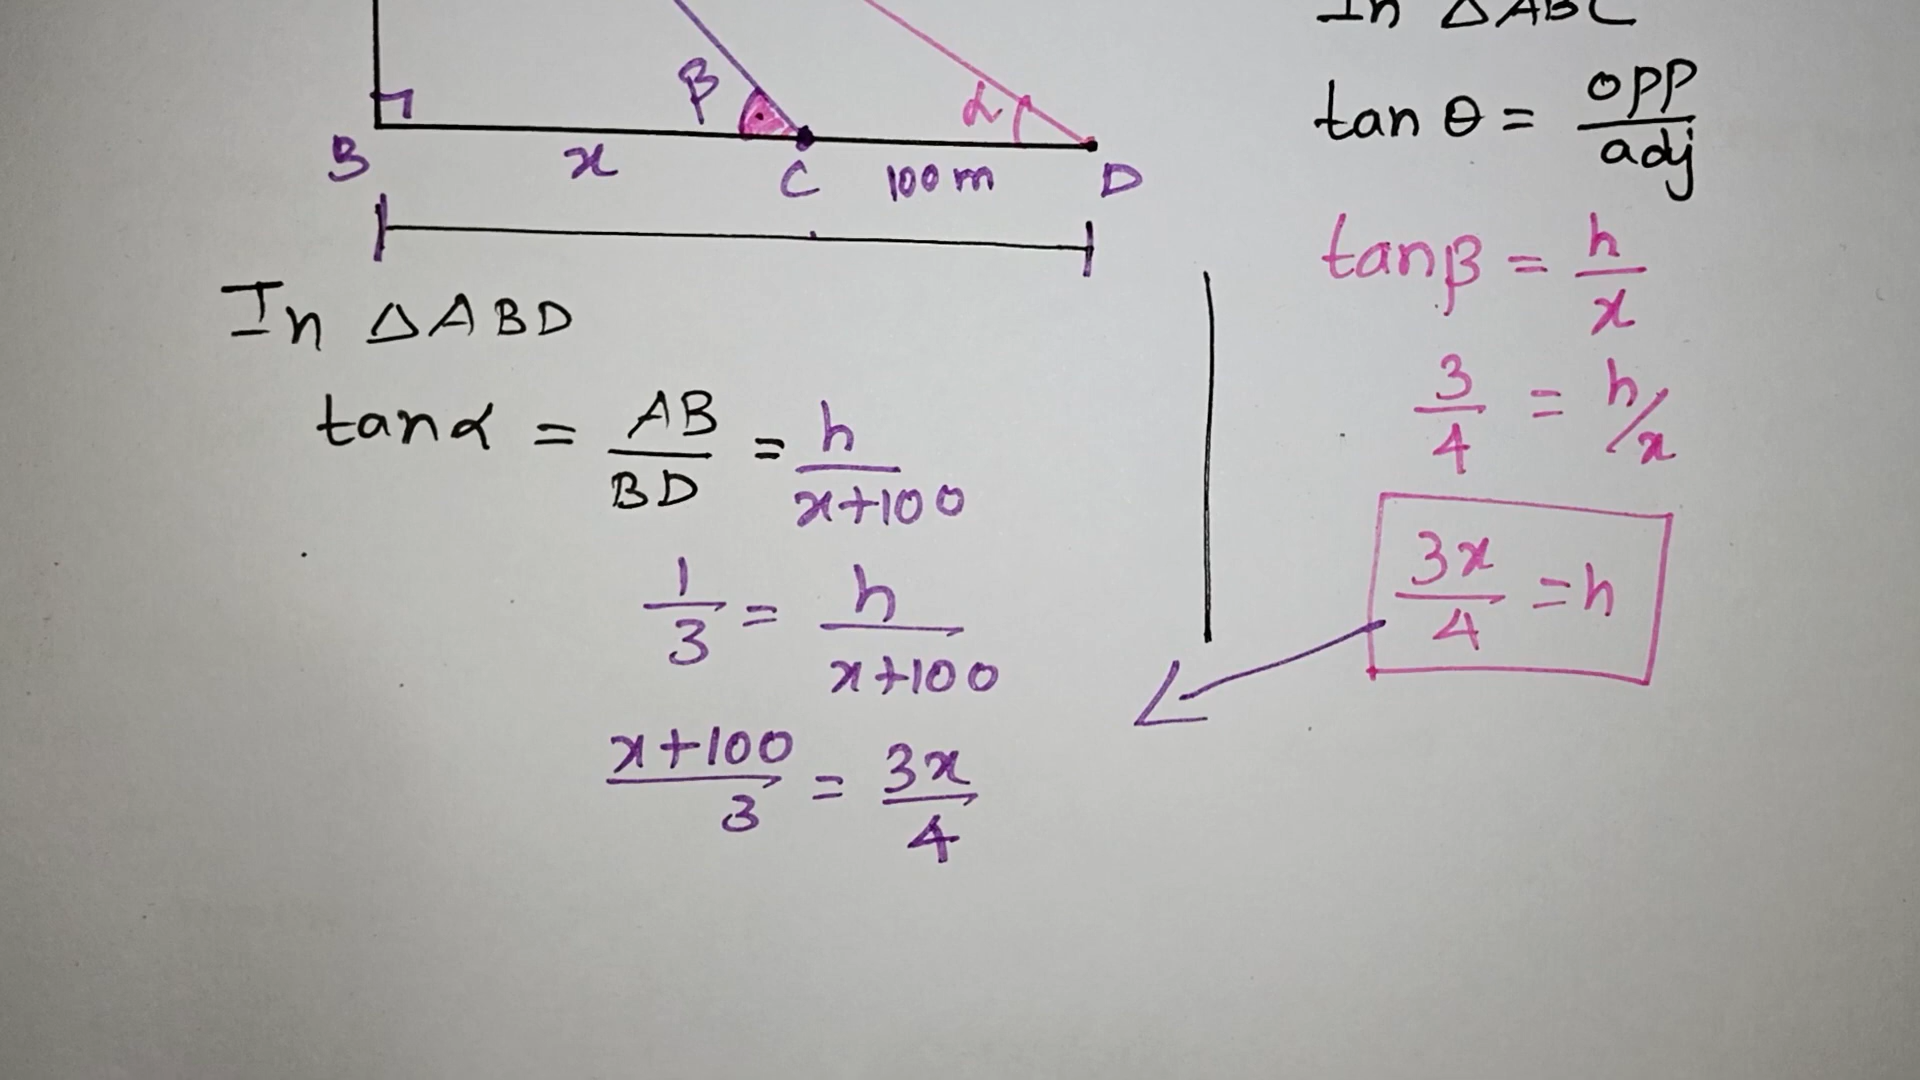 β
α
B
x
C
100 m
D
In △ABD
tan α = AB/BD = h/x+100
1/3 = h/x+100
x+100/3 = 3x/4
In △ABC
tan θ = opp/adj
tan β = h/x
3/4 = h/x
3x/4 = h